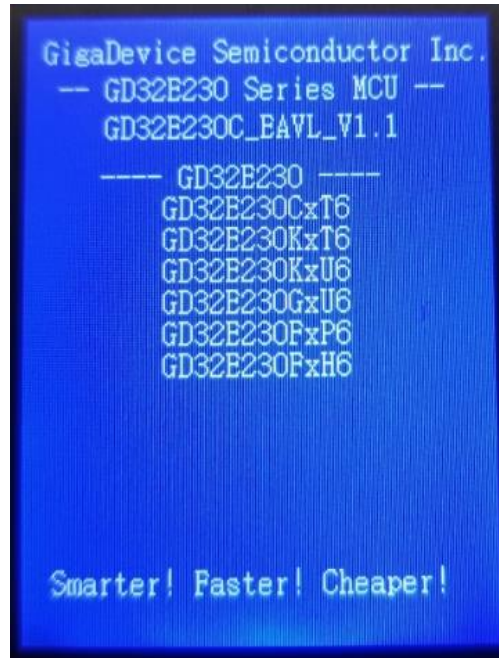 GigaDevice Semiconductor Inc.
-- GD32E230 Series MCU --
GD32E230C_EAVL_V1.1
---- GD32E230 ----
GD32E230CxT6
GD32E230KxT6
GD32E230KxU6
GD32E230GxU6
GD32E230FxP6
GD32E230FxH6
Smarter! Faster! Cheaper!